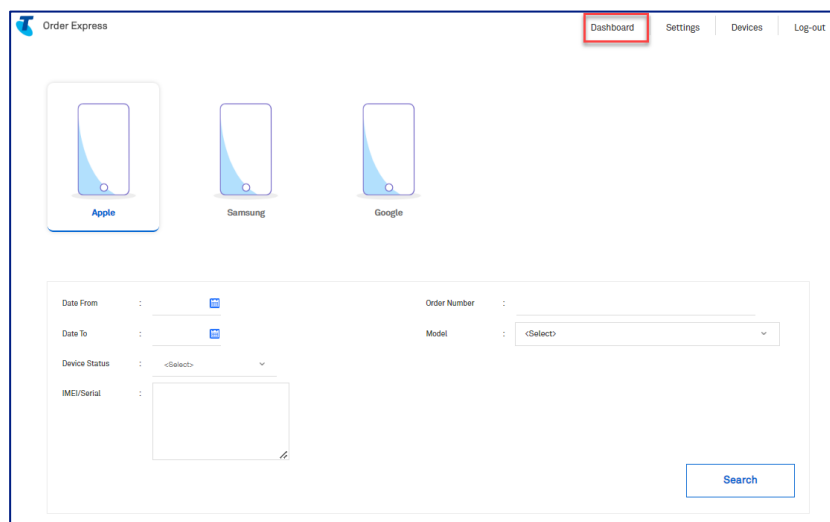 Order Express
Dashboard
Settings
Devices
Log-out
Apple
Samsung
Google
Date From :
Order Number :
Date To :
Model : <Select>
Device Status : <Select>
IMEI/Serial :
Search